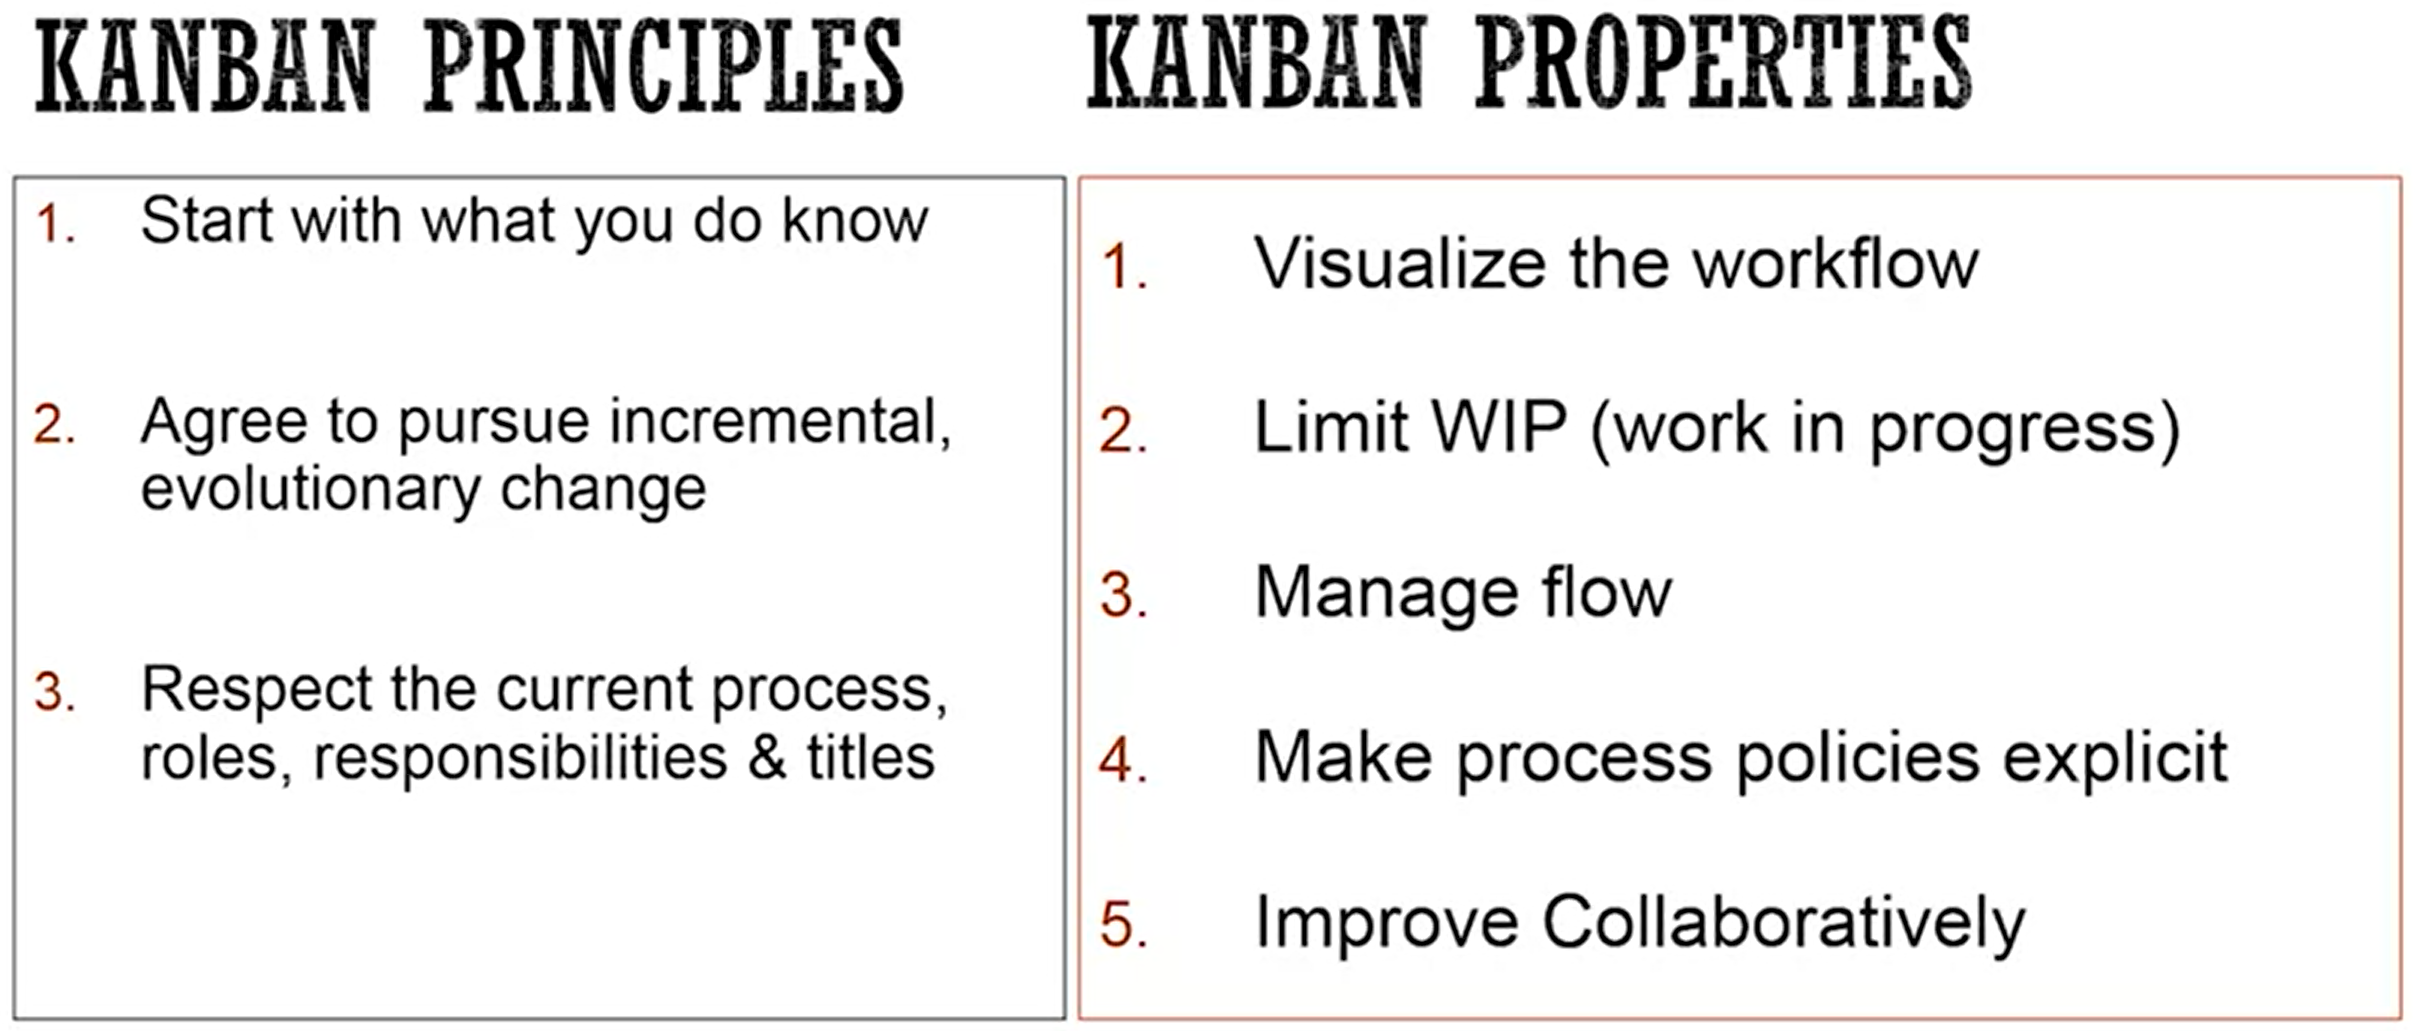 KANBAN PRINCIPLES
1. Start with what you do know
2. Agree to pursue incremental,
evolutionary change
3. Respect the current process,
roles, responsibilities & titles
KANBAN PROPERTIES
1. Visualize the workflow
2. Limit WIP (work in progress)
3. Manage flow
4. Make process policies explicit
5. Improve Collaboratively